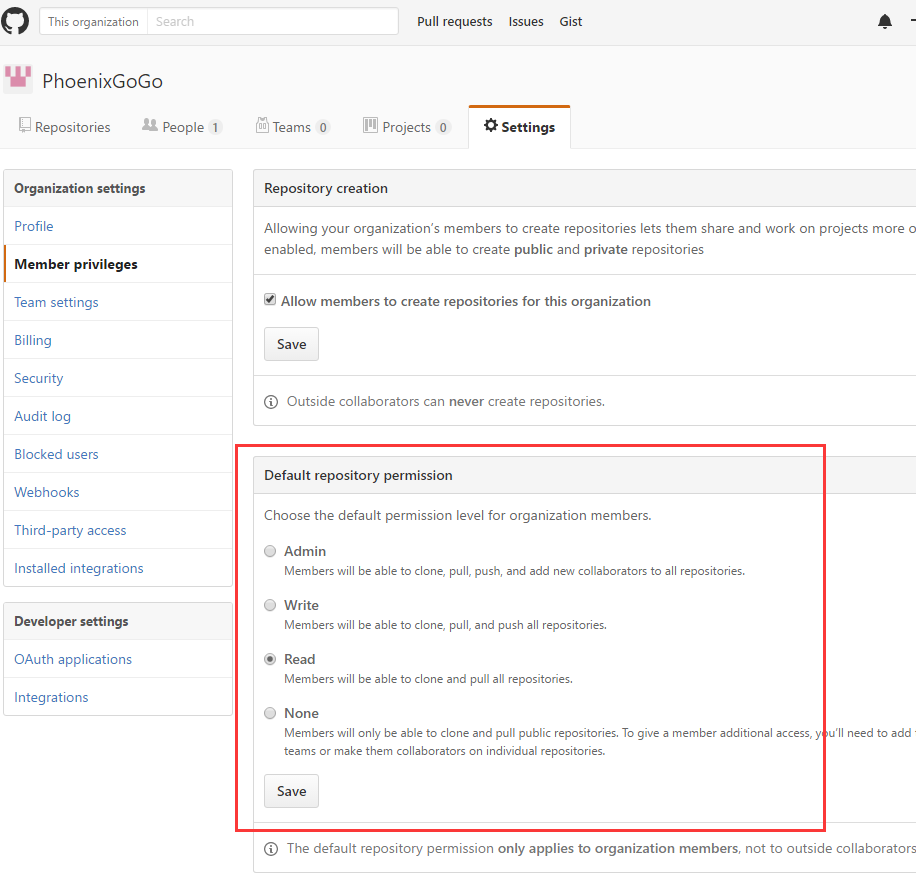 This organization Search Pull requests Issues Gist
PhoenixGoGo
Repositories People 1 Teams 0 Projects 0 Settings
Organization settings
Profile
Member privileges
Team settings
Billing
Security
Audit log
Blocked users
Webhooks
Third-party access
Installed integrations
Developer settings
OAuth applications
Integrations
Repository creation
Allowing your organization's members to create repositories lets them share and work on projects more
enabled, members will be able to create public and private repositories
Allow members to create repositories for this organization
Save
Outside collaborators can never create repositories.
Default repository permission
Choose the default permission level for organization members.
Admin
Members will be able to clone, pull, push, and add new collaborators to all repositories.
Write
Members will be able to clone, pull, and push all repositories.
Read
Members will be able to clone and pull all repositories.
None
Members will only be able to clone and pull public repositories. To give a member additional access, you'll need to add
teams or make them collaborators on individual repositories.
Save
The default repository permission only applies to organization members, not to outside collaborators